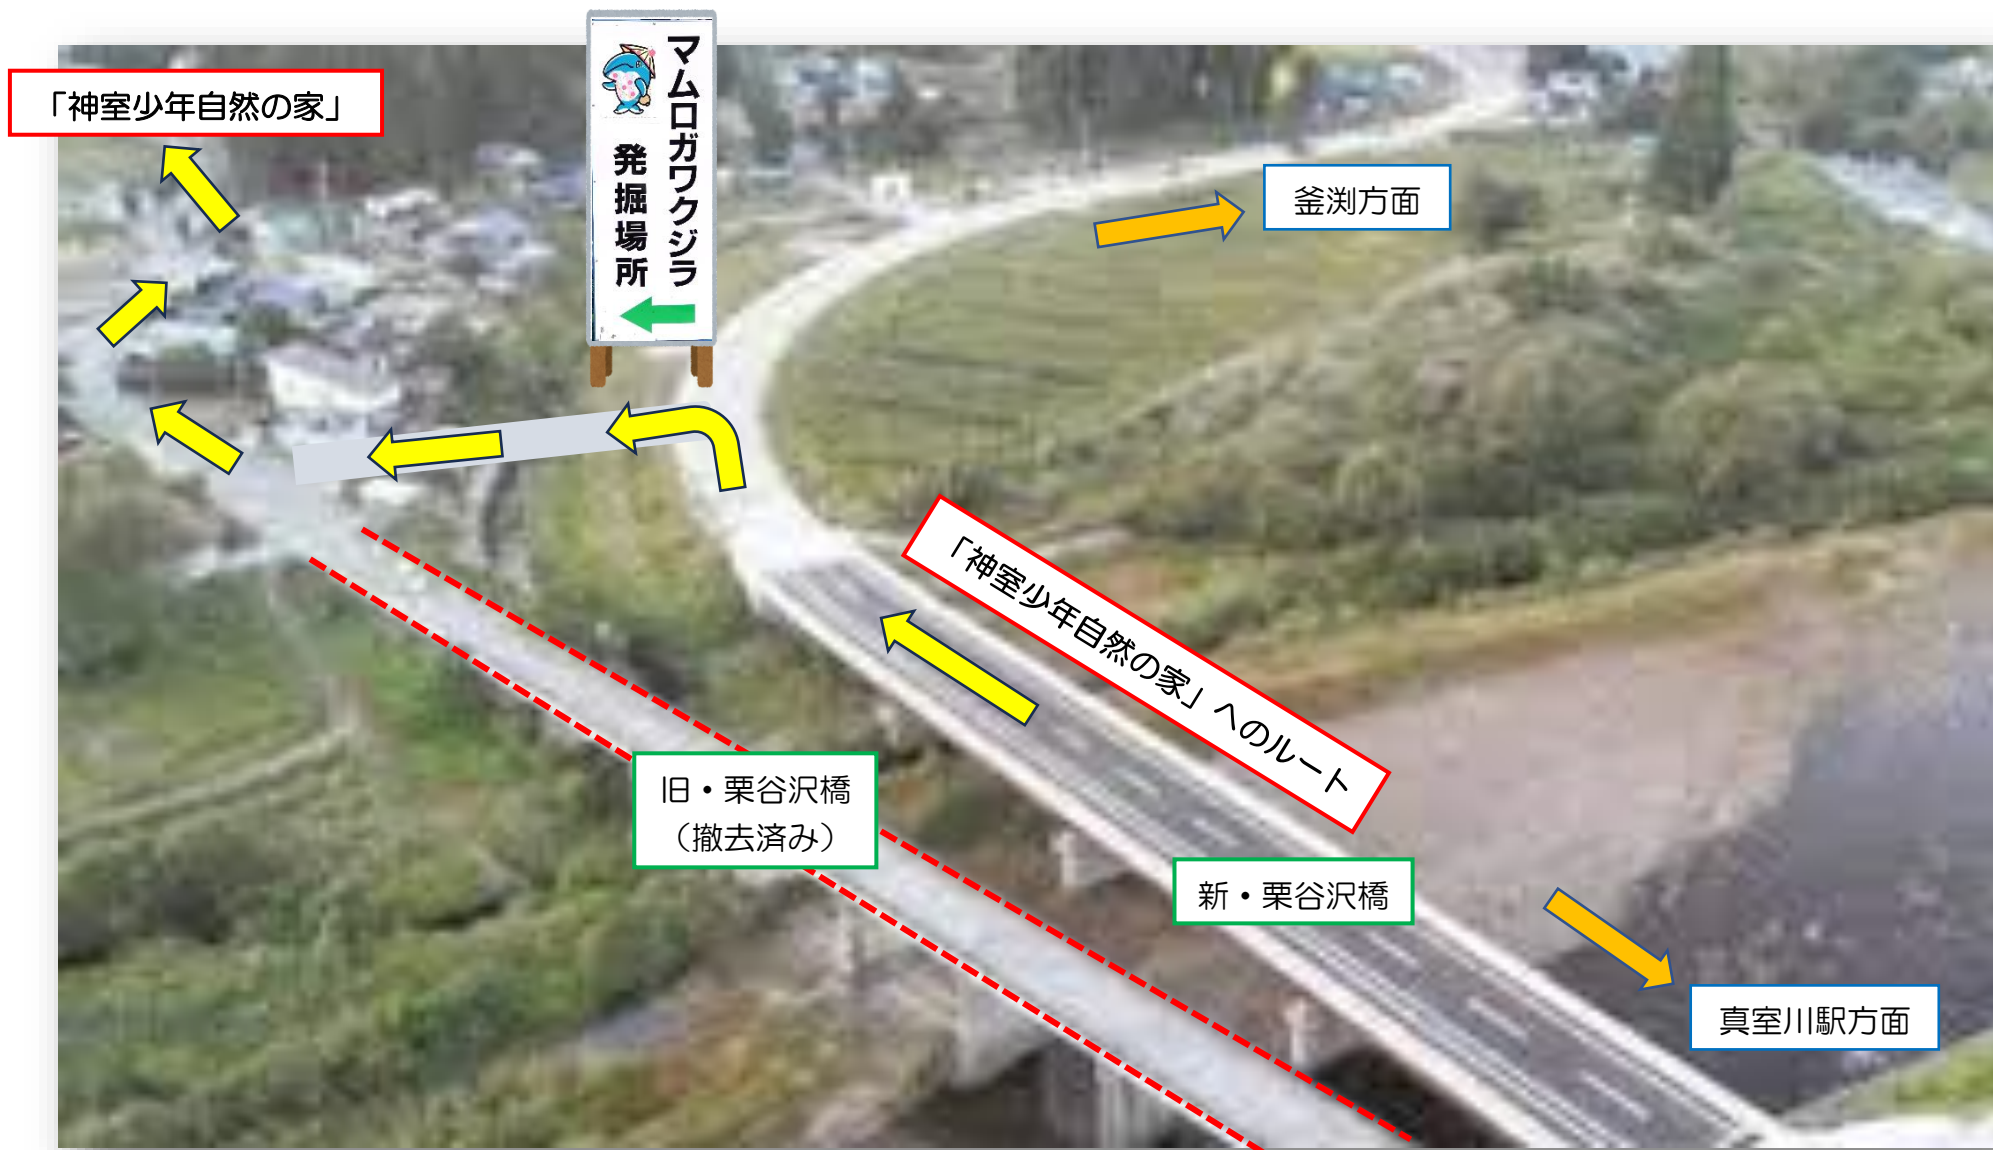 「神室少年自然の家」
マムロガワクジラ
発掘場所
釜渕方面
「神室少年自然の家」へのルート
旧・栗谷沢橋
（撤去済み）
新・栗谷沢橋
真室川駅方面